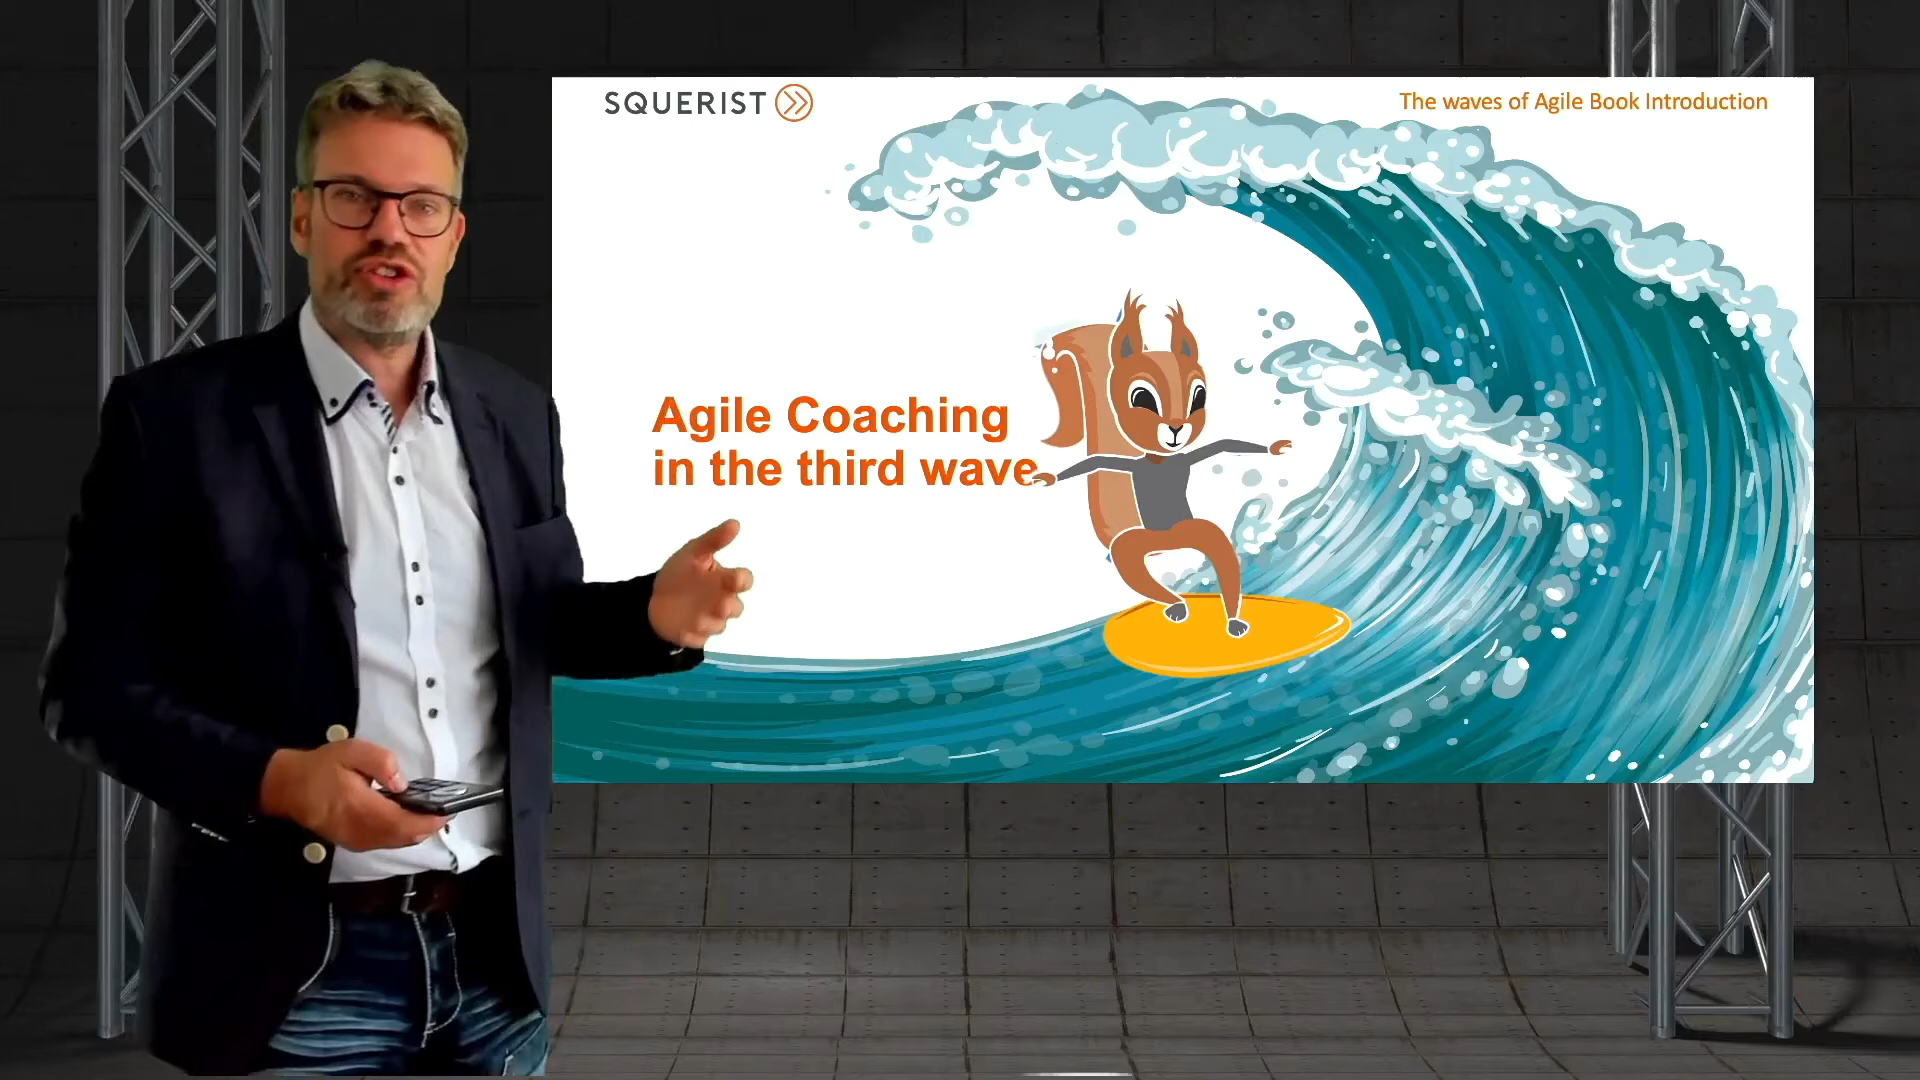 SQUERIST
The waves of Agile Book Introduction
Agile Coaching
in the third wave